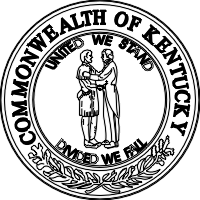 COMMONWEALTH OF KENTUCKY
UNITED WE STAND
DIVIDED WE FALL